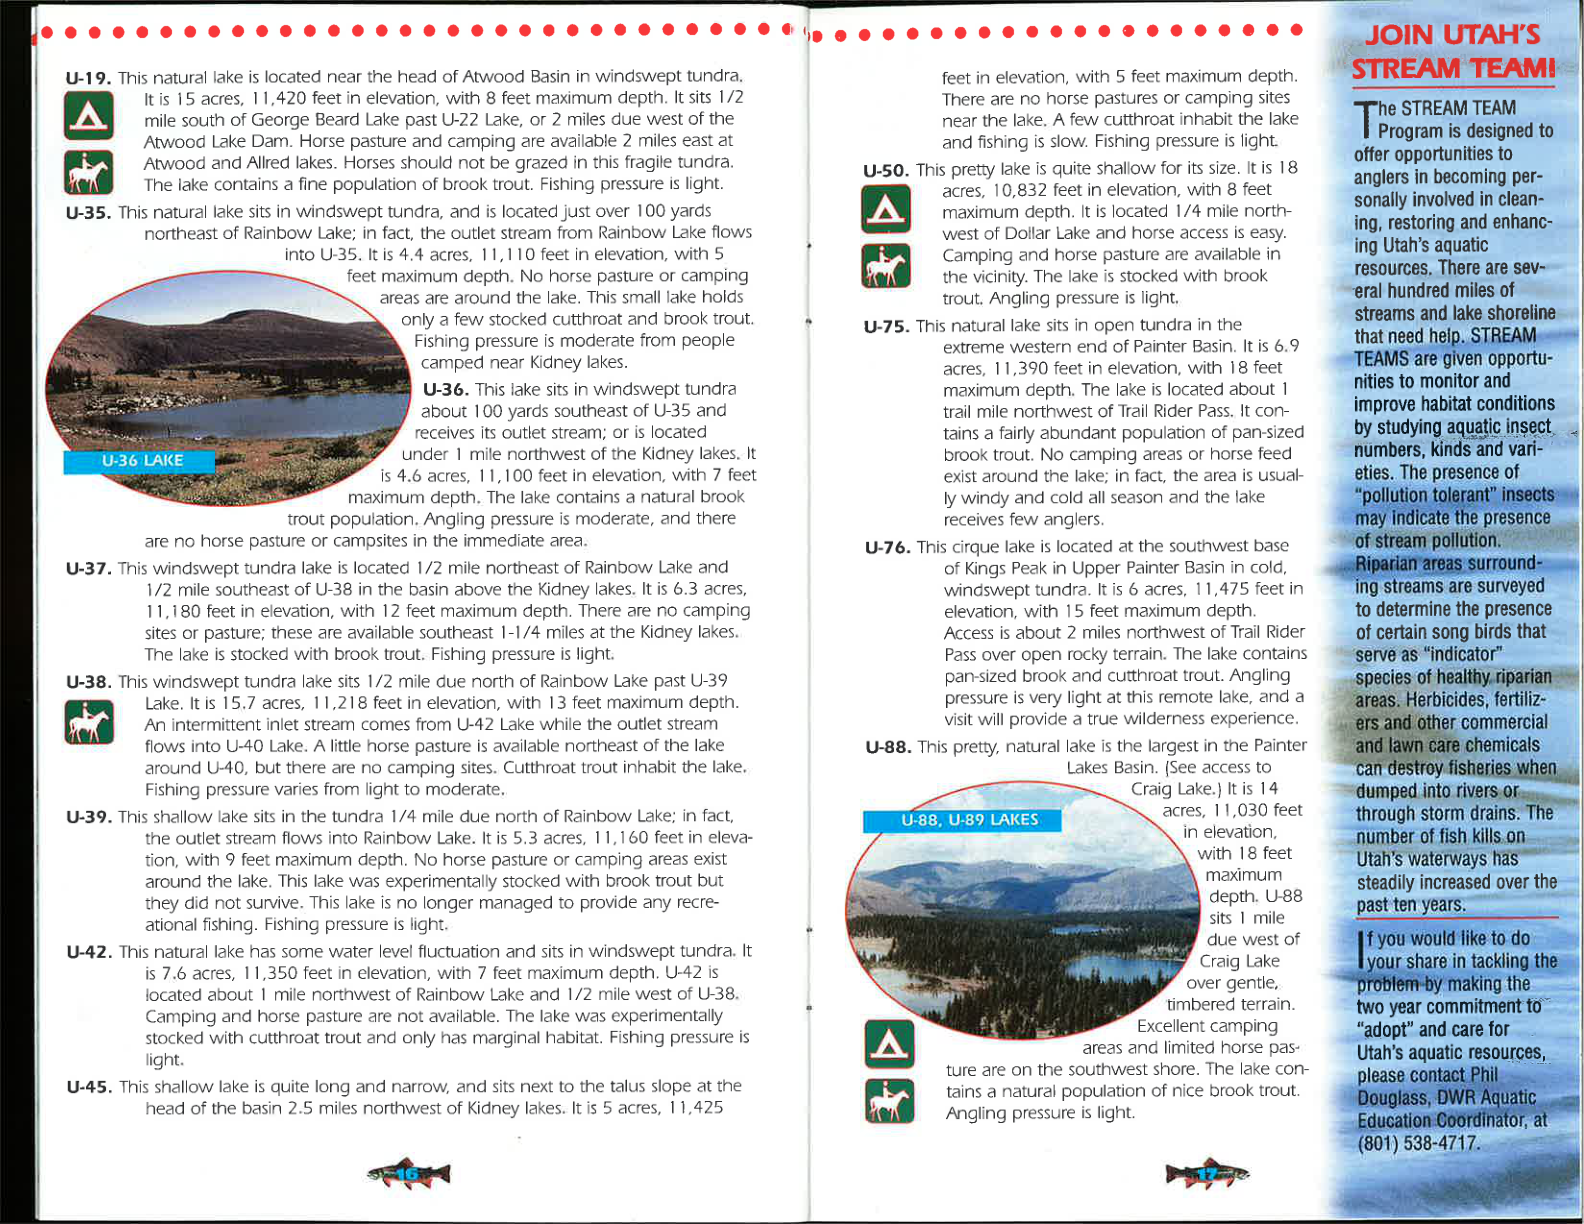 U-19. This natural lake is located near the head of Atwood Basin in windswept tundra.
It is 15 acres, 11,420 feet in elevation, with 8 feet maximum depth. It sits 1/2
mile south of George Beard Lake past U-22 Lake, or 2 miles due west of the
Atwood Lake Dam. Horse pasture and camping are available 2 miles east at
Atwood and Allred lakes. Horses should not be grazed in this fragile tundra.
The lake contains a fine population of brook trout. Fishing pressure is light.
U-35. This natural lake sits in windswept tundra, and is located just over 100 yards
northeast of Rainbow Lake; in fact, the outlet stream from Rainbow Lake flows
into U-35. It is 4.4 acres, 11,110 feet in elevation, with 5
feet maximum depth. No horse pasture or camping
areas are around the lake. This small lake holds
only a few stocked cutthroat and brook trout.
Fishing pressure is moderate from people
camped near Kidney lakes.
U-36. This lake sits in windswept tundra
about 100 yards southeast of U-35 and
receives its outlet stream; or is located
under 1 mile northwest of the Kidney lakes. It
is 4.6 acres, 11,100 feet in elevation, with 7 feet
maximum depth. The lake contains a natural brook
trout population. Angling pressure is moderate, and there
are no horse pasture or campsites in the immediate area.
U-36 LAKE
U-37. This windswept tundra lake is located 1/2 mile northeast of Rainbow Lake and
1/2 mile southeast of U-38 in the basin above the Kidney lakes. It is 6.3 acres,
11,180 feet in elevation, with 12 feet maximum depth. There are no camping
sites or pasture; these are available southeast 1-1/4 miles at the Kidney lakes.
The lake is stocked with brook trout. Fishing pressure is light.
U-38. This windswept tundra lake sits 1/2 mile due north of Rainbow Lake past U-39
Lake. It is 15.7 acres, 11,218 feet in elevation, with 13 feet maximum depth.
An intermittent inlet stream comes from U-42 Lake while the outlet stream
flows into U-40 Lake. A little horse pasture is available northeast of the lake
around U-40, but there are no camping sites. Cutthroat trout inhabit the lake.
Fishing pressure varies from light to moderate.
U-39. This shallow lake sits in the tundra 1/4 mile due north of Rainbow Lake; in fact,
the outlet stream flows into Rainbow Lake. It is 5.3 acres, 11,160 feet in eleva-
tion, with 9 feet maximum depth. No horse pasture or camping areas exist
around the lake. This lake was experimentally stocked with brook trout but
they did not survive. This lake is no longer managed to provide any recre-
ational fishing. Fishing pressure is light.
U-42. This natural lake has some water level fluctuation and sits in windswept tundra. It
is 7.6 acres, 11,350 feet in elevation, with 7 feet maximum depth. U-42 is
located about 1 mile northwest of Rainbow Lake and 1/2 mile west of U-38.
Camping and horse pasture are not available. The lake was experimentally
stocked with cutthroat trout and only has marginal habitat. Fishing pressure is
light.
U-45. This shallow lake is quite long and narrow, and sits next to the talus slope at the
head of the basin 2.5 miles northwest of Kidney lakes. It is 5 acres, 11,425
16
feet in elevation, with 5 feet maximum depth.
There are no horse pastures or camping sites
near the lake. A few cutthroat inhabit the lake
and fishing is slow. Fishing pressure is light.
U-50. This pretty lake is quite shallow for its size. It is 18
acres, 10,832 feet in elevation, with 8 feet
maximum depth. It is located 1/4 mile north-
west of Dollar Lake and horse access is easy.
Camping and horse pasture are available in
the vicinity. The lake is stocked with brook
trout. Angling pressure is light.
U-75. This natural lake sits in open tundra in the
extreme western end of Painter Basin. It is 6.9
acres, 11,390 feet in elevation, with 18 feet
maximum depth. The lake is located about 1
trail mile northwest of Trail Rider Pass. It con-
tains a fairly abundant population of pan-sized
brook trout. No camping areas or horse feed
exist around the lake; in fact, the area is usual-
ly windy and cold all season and the lake
receives few anglers.
U-76. This cirque lake is located at the southwest base
of Kings Peak in Upper Painter Basin in cold,
windswept tundra. It is 6 acres, 11,475 feet in
elevation, with 15 feet maximum depth.
Access is about 2 miles northwest of Trail Rider
Pass over open rocky terrain. The lake contains
pan-sized brook and cutthroat trout. Angling
pressure is very light at this remote lake, and a
visit will provide a true wilderness experience.
U-88. This pretty, natural lake is the largest in the Painter
Lakes Basin. (See access to
Craig Lake.) It is 14
acres, 11,030 feet
in elevation,
with 18 feet
maximum
depth. U-88
sits 1 mile
due west of
Craig Lake
over gentle,
timbered terrain.
Excellent camping
areas and limited horse pas-
ture are on the southwest shore. The lake con-
tains a natural population of nice brook trout.
Angling pressure is light.
U-88, U-89 LAKES
17
JOIN UTAH'S
STREAM TEAM!
The STREAM TEAM
Program is designed to
offer opportunities to
anglers in becoming per-
sonally involved in clean-
ing, restoring and enhanc-
ing Utah's aquatic
resources. There are sev-
eral hundred miles of
streams and lake shoreline
that need help. STREAM
TEAMS are given opportu-
nities to monitor and
improve habitat conditions
by studying aquatic insect
numbers, kinds and vari-
eties. The presence of
"pollution tolerant" insects
may indicate the presence
of stream pollution.
Riparian areas surround-
ing streams are surveyed
to determine the presence
of certain song birds that
serve as "indicator"
species of healthy riparian
areas. Herbicides, fertiliz-
ers and other commercial
and lawn care chemicals
can destroy fisheries when
dumped into rivers or
through storm drains. The
number of fish kills on
Utah's waterways has
steadily increased over the
past ten years.
If you would like to do
your share in tackling the
problem by making the
two year commitment to
"adopt" and care for
Utah's aquatic resources,
please contact Phil
Douglass, DWR Aquatic
Education Coordinator, at
(801) 538-4717.